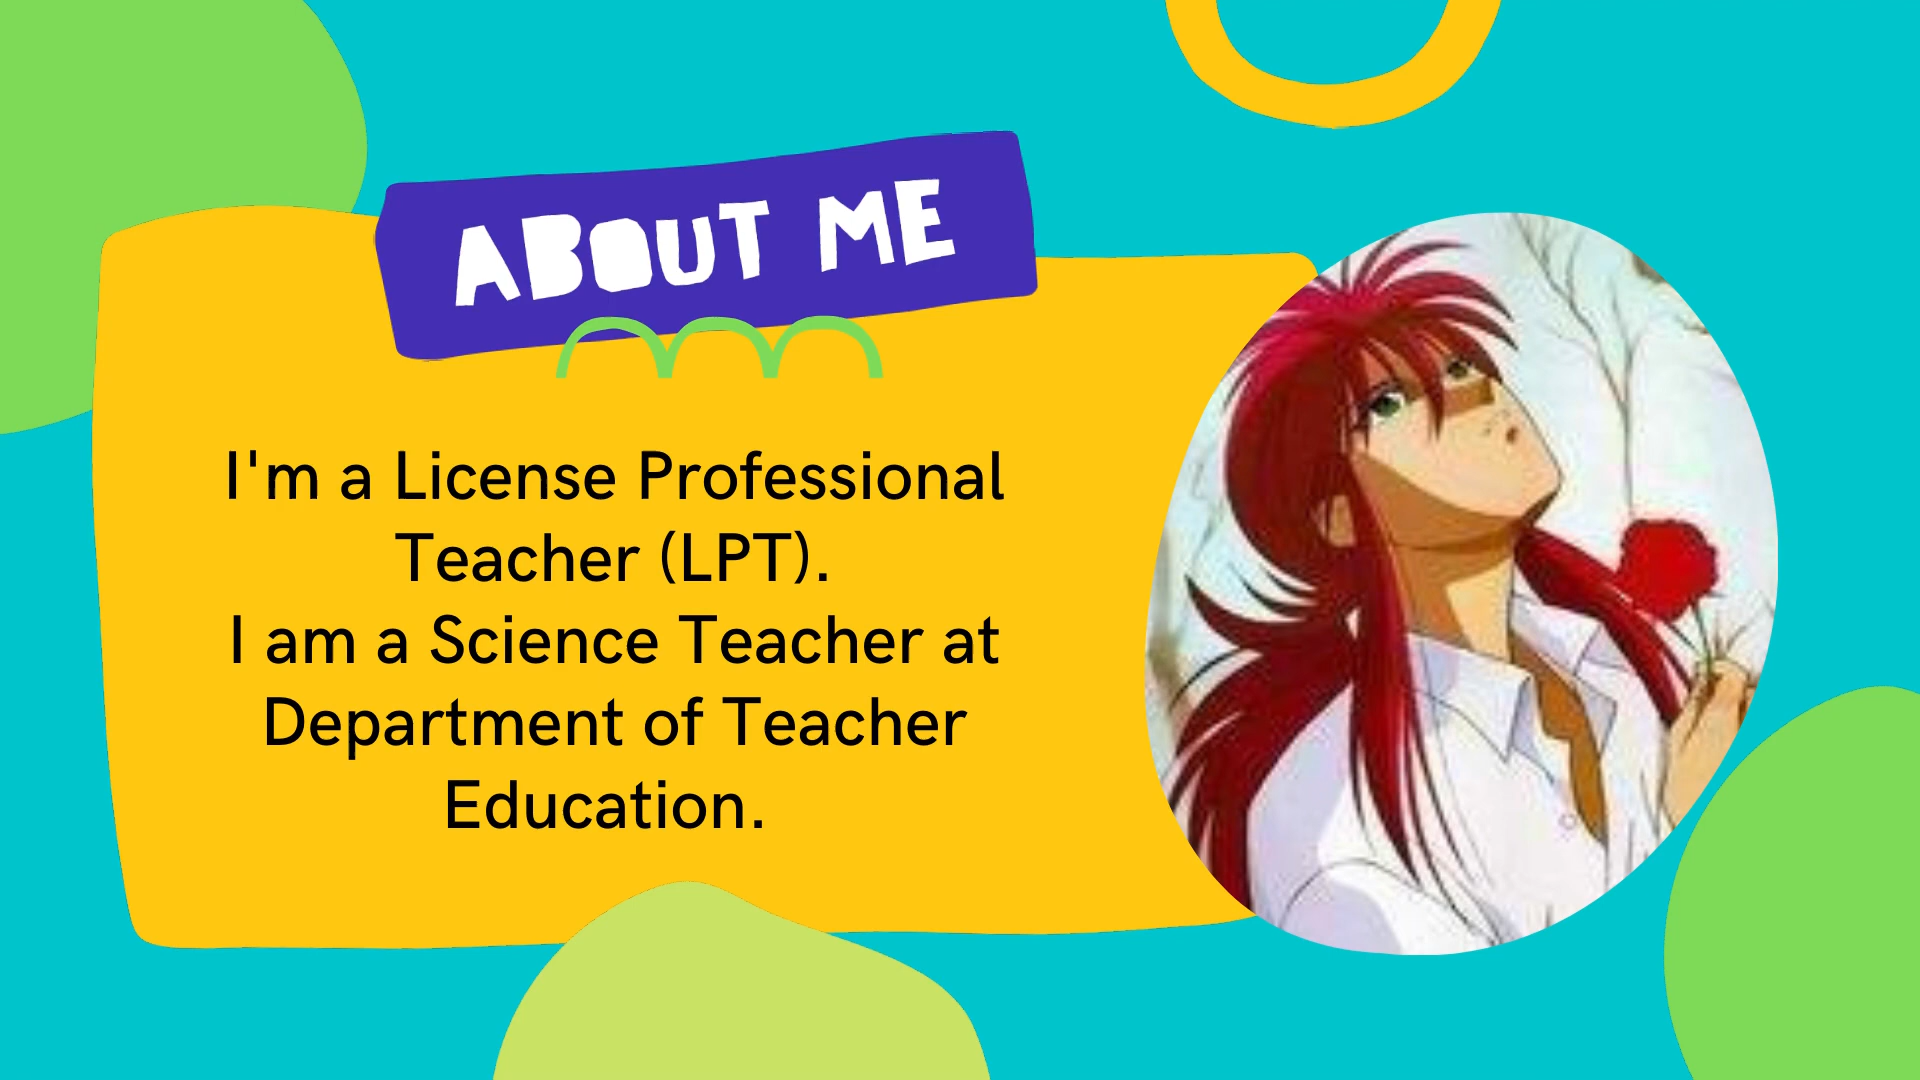 ABOUT ME
I'm a License Professional
Teacher (LPT).
I am a Science Teacher at
Department of Teacher
Education.